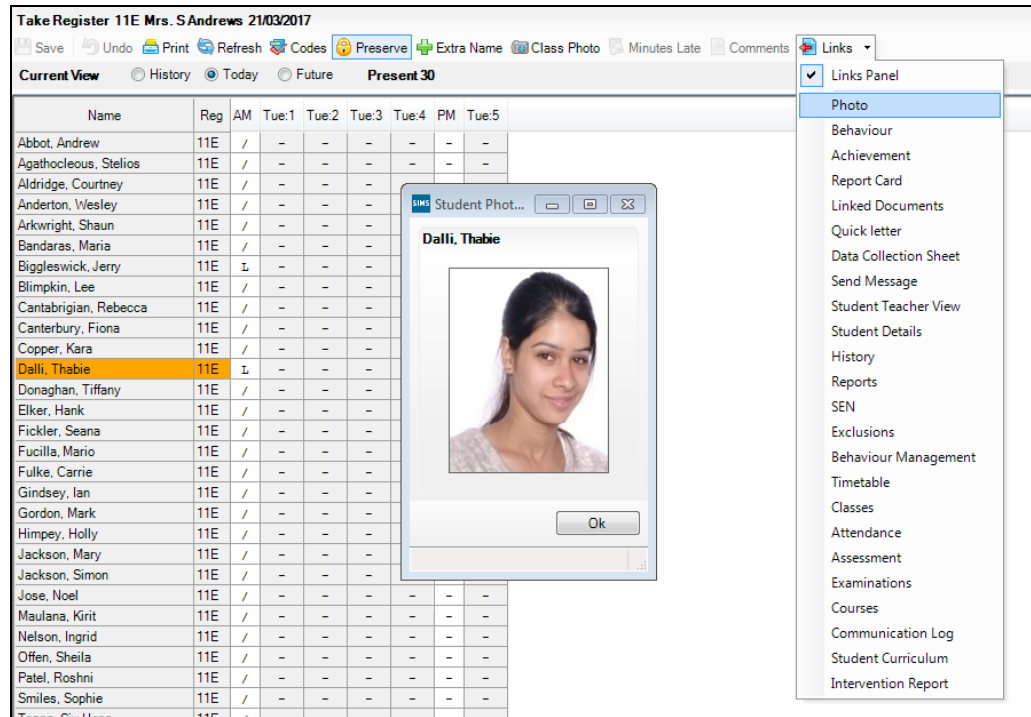 Take Register 11E Mrs. S Andrews 21/03/2017
Save Undo Print Refresh Codes Preserve Extra Name Class Photo Minutes Late Comments Links
Current View History Today Future Present 30
Name Reg AM Tue:1 Tue:2 Tue:3 Tue:4 PM Tue:5
Abbot, Andrew 11E / - - - - - -
Agathocleous, Stelios 11E / - - - - - -
Aldridge, Courtney 11E / - - -
Anderton, Wesley 11E / - - -
Arkwright, Shaun 11E / - - -
Bandaras, Maria 11E / - - -
Biggleswick, Jerry 11E L - - -
Blimpkin, Lee 11E / - - -
Cantabrigian, Rebecca 11E / - - -
Canterbury, Fiona 11E / - - -
Copper, Kara 11E / - - -
Dalli, Thabie 11E L - - -
Donaghan, Tiffany 11E / - - -
Elker, Hank 11E / - - -
Fickler, Seana 11E / - - -
Fucilla, Mario 11E / - - -
Fulke, Carrie 11E / - - -
Gindsey, Ian 11E / - - -
Gordon, Mark 11E / - - -
Himpey, Holly 11E / - - -
Jackson, Mary 11E / - - -
Jackson, Simon 11E / - - -
Jose, Noel 11E / - - - - - -
Maulana, Kirit 11E / - - - - - -
Nelson, Ingrid 11E / - - - - - -
Offen, Sheila 11E / - - - - - -
Patel, Roshni 11E / - - - - - -
Smiles, Sophie 11E / - - - - - -
SIMS Student Phot...
Dalli, Thabie
Ok
Links Panel
Photo
Behaviour
Achievement
Report Card
Linked Documents
Quick letter
Data Collection Sheet
Send Message
Student Teacher View
Student Details
History
Reports
SEN
Exclusions
Behaviour Management
Timetable
Classes
Attendance
Assessment
Examinations
Courses
Communication Log
Student Curriculum
Intervention Report